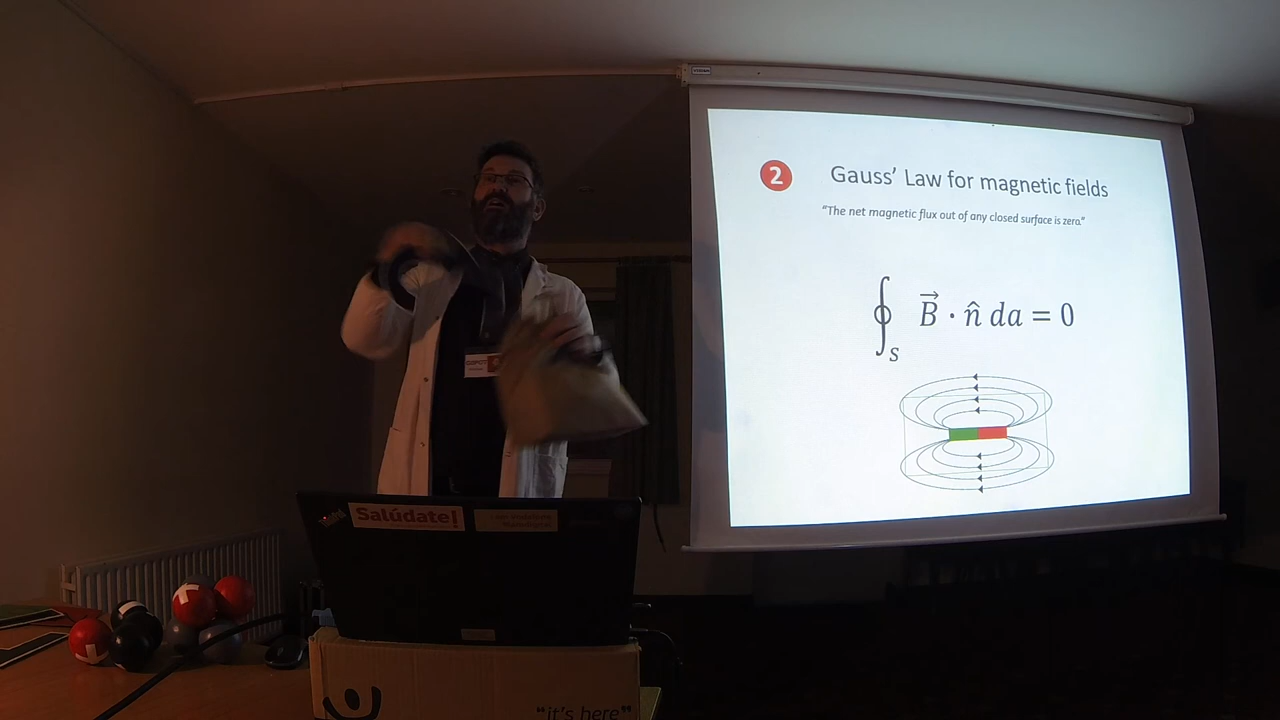 2
Gauss' Law for magnetic fields
"The net magnetic flux out of any closed surface is zero."
∮S B⃗ · n̂ da = 0
Salúdate!
"it's here"